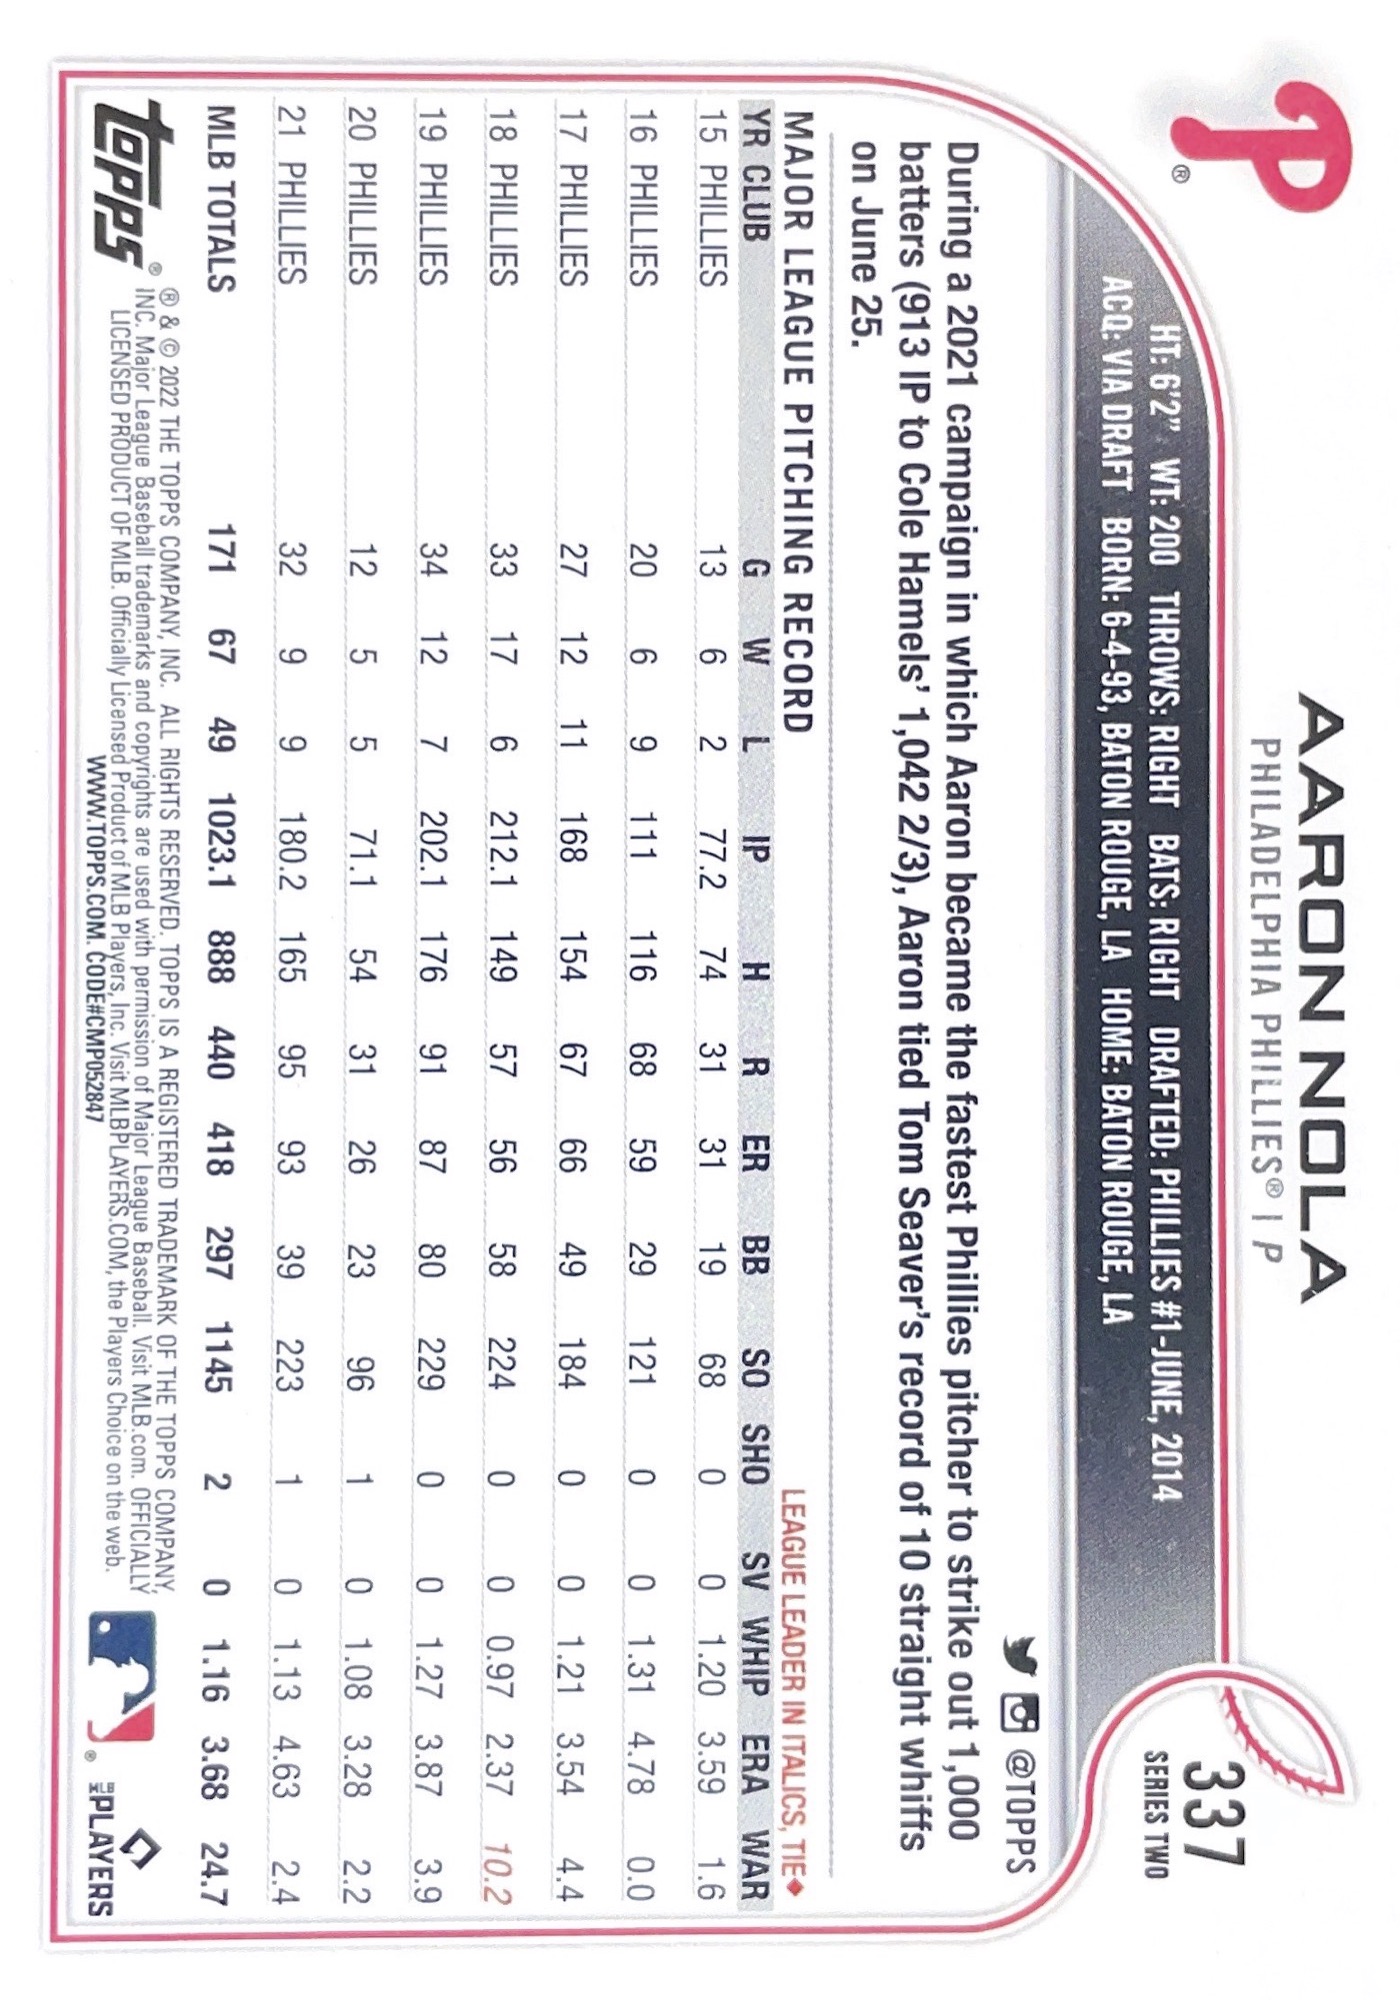 P®
AARON NOLA
PHILADELPHIA PHILLIES® | P
337
SERIES TWO
HT: 6'2" WT: 200 THROWS: RIGHT BATS: RIGHT DRAFTED: PHILLIES #1-JUNE, 2014
ACQ: VIA DRAFT BORN: 6-4-93, BATON ROUGE, LA HOME: BATON ROUGE, LA
@TOPPS
During a 2021 campaign in which Aaron became the fastest Phillies pitcher to strike out 1,000
batters (913 IP to Cole Hamels' 1,042 2/3), Aaron tied Tom Seaver's record of 10 straight whiffs
on June 25.
MAJOR LEAGUE PITCHING RECORD LEAGUE LEADER IN ITALICS, TIE◆
YR CLUB G W L IP H R ER BB SO SHO SV WHIP ERA WAR
15 PHILLIES 13 6 2 77.2 74 31 31 19 68 0 0 1.20 3.59 1.6
16 PHILLIES 20 6 9 111 116 68 59 29 121 0 0 1.31 4.78 0.0
17 PHILLIES 27 12 11 168 154 67 66 49 184 0 0 1.21 3.54 4.4
18 PHILLIES 33 17 6 212.1 149 57 56 58 224 0 0 0.97 2.37 10.2
19 PHILLIES 34 12 7 202.1 176 91 87 80 229 0 0 1.27 3.87 3.9
20 PHILLIES 12 5 5 71.1 54 31 26 23 96 1 0 1.08 3.28 2.2
21 PHILLIES 32 9 9 180.2 165 95 93 39 223 1 0 1.13 4.63 2.4
MLB TOTALS 171 67 49 1023.1 888 440 418 297 1145 2 0 1.16 3.68 24.7
topps®
® & © 2022 THE TOPPS COMPANY, INC. ALL RIGHTS RESERVED. TOPPS IS A REGISTERED TRADEMARK OF THE TOPPS COMPANY,
INC. Major League Baseball trademarks and copyrights are used with permission of Major League Baseball. Visit MLB.com. OFFICIALLY
LICENSED PRODUCT OF MLB. Officially Licensed Product of MLB Players, Inc. Visit MLBPLAYERS.COM, the Players Choice on the web.
WWW.TOPPS.COM. CODE#CMP052847
®
MLB PLAYERS